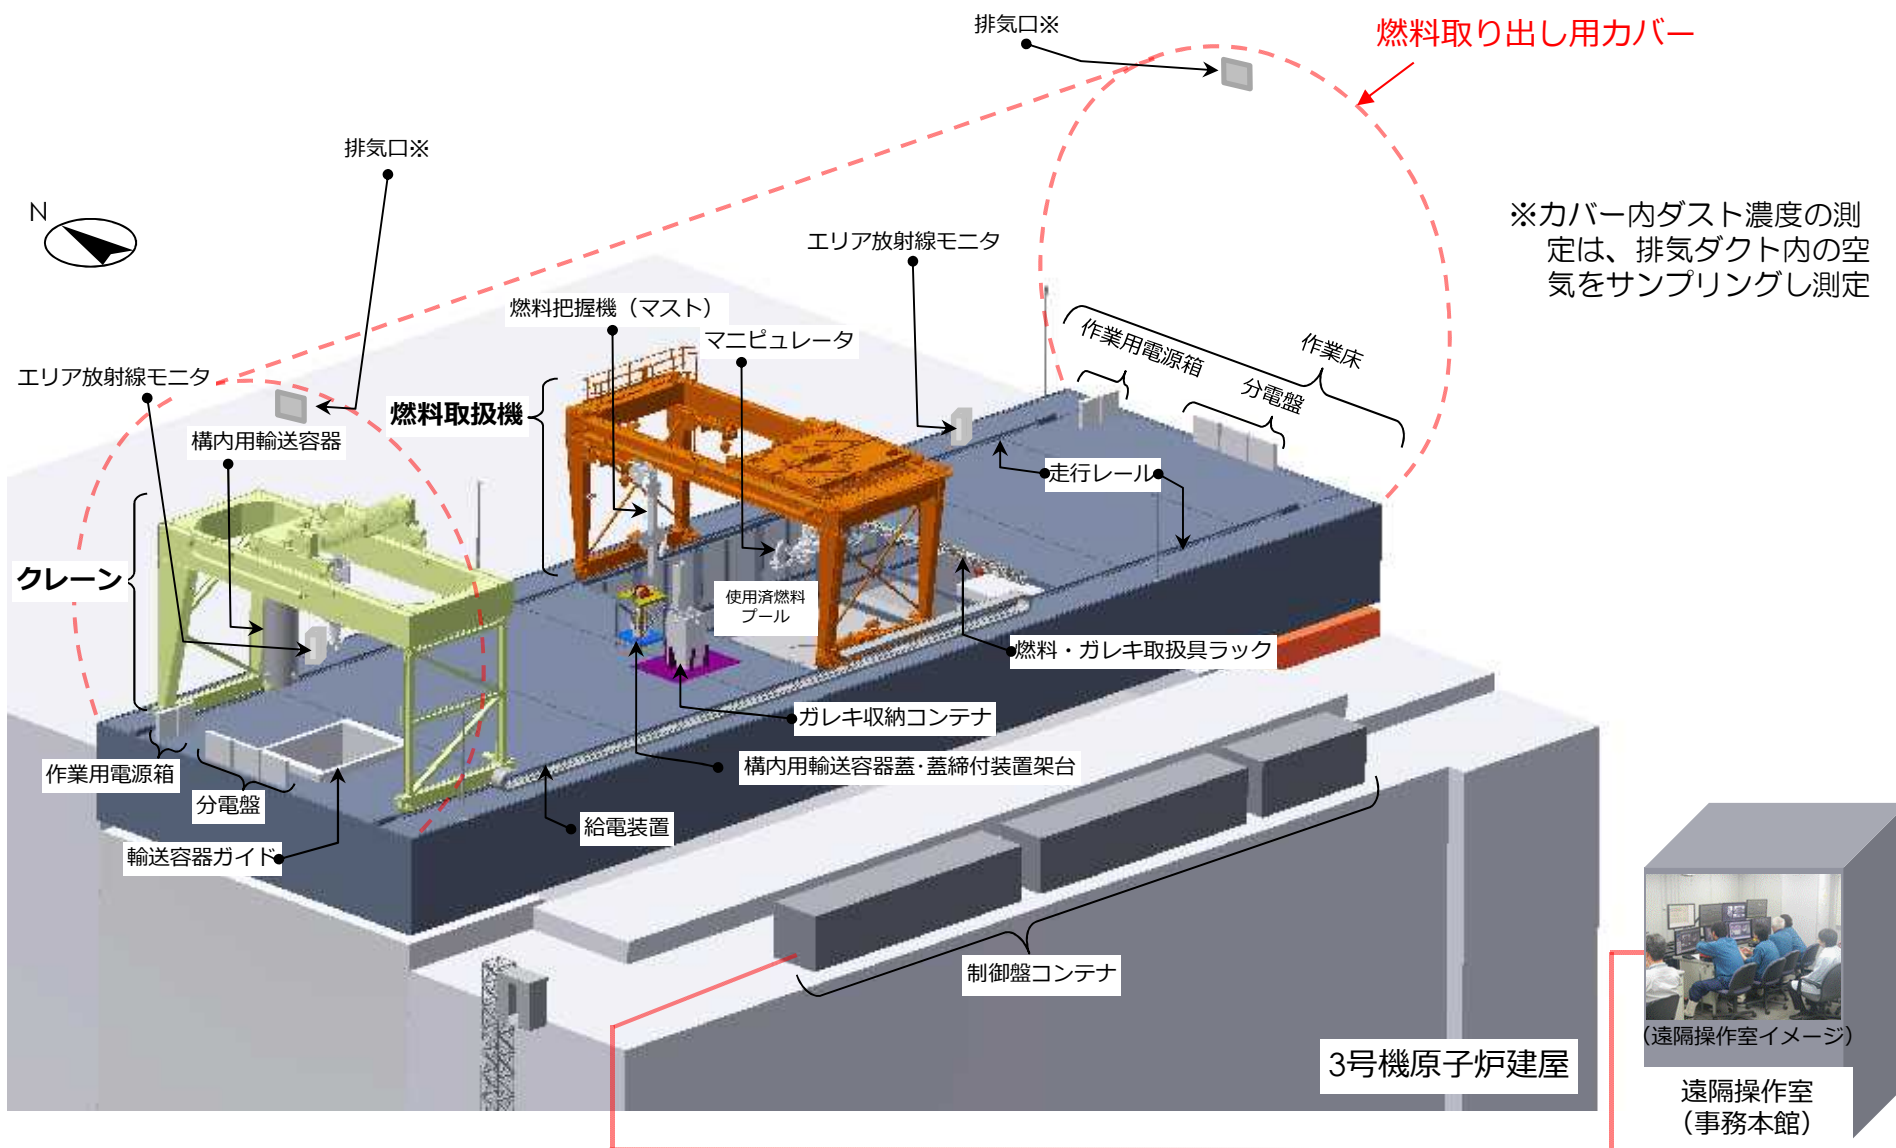 排気口※
燃料取り出し用カバー
排気口※
N
※カバー内ダスト濃度の測
定は、排気ダクト内の空
気をサンプリングし測定
エリア放射線モニタ
燃料把握機（マスト）
マニピュレータ
作業用電源箱
作業床
分電盤
エリア放射線モニタ
燃料取扱機
構内用輸送容器
走行レール
クレーン
使用済燃料
プール
燃料・ガレキ取扱具ラック
ガレキ収納コンテナ
作業用電源箱
構内用輸送容器蓋･蓋締付装置架台
分電盤
給電装置
輸送容器ガイド
制御盤コンテナ
3号機原子炉建屋
（遠隔操作室イメージ）
遠隔操作室
（事務本館）